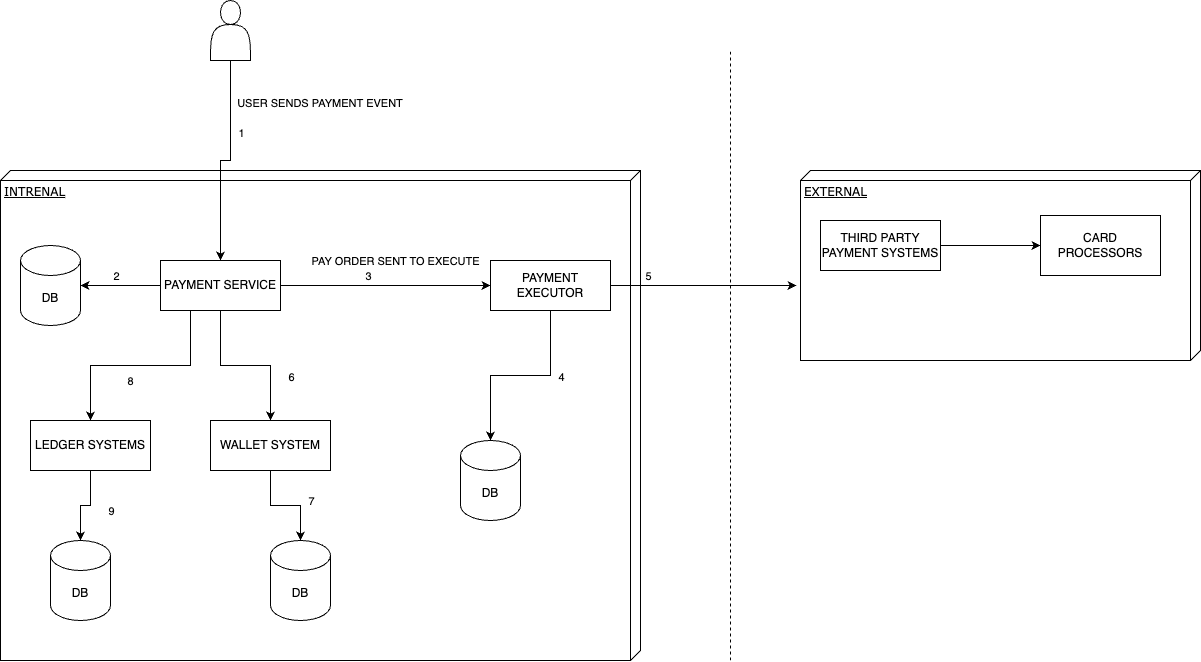 USER SENDS PAYMENT EVENT
1
INTRENAL
EXTERNAL
THIRD PARTY
PAYMENT SYSTEMS
CARD
PROCESSORS
PAY ORDER SENT TO EXECUTE
2
3
5
DB
PAYMENT SERVICE
PAYMENT
EXECUTOR
8
6
4
LEDGER SYSTEMS
WALLET SYSTEM
DB
9
7
DB
DB